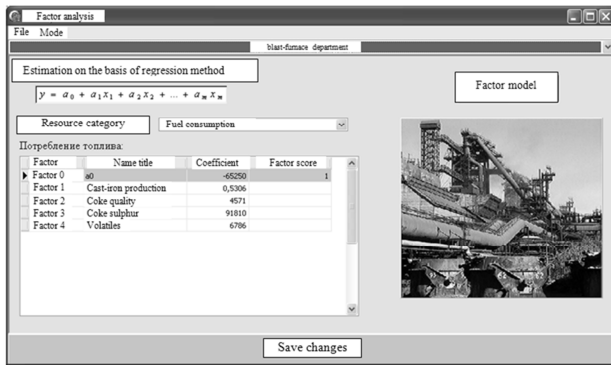 Factor analysis
File Mode
blast-furnace department
Estimation on the basis of regression method
y = a0 + a1x1 + a2x2 + ... + amxm
Factor model
Resource category Fuel consumption
Потребление топлива:
Factor Name title Coefficient Factor score
Factor 0 a0 -65250 1
Factor 1 Cast-iron production 0,5306
Factor 2 Coke quality 4571
Factor 3 Coke sulphur 91810
Factor 4 Volatiles 6786
Save changes